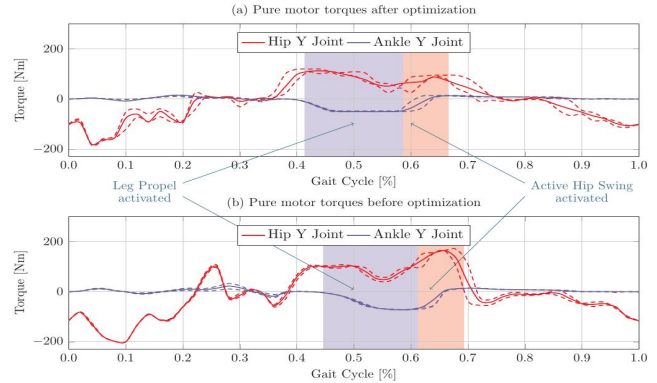 (a) Pure motor torques after optimization
Hip Y Joint Ankle Y Joint
Torque [Nm]
200
0
−200
0.0 0.1 0.2 0.3 0.4 0.5 0.6 0.7 0.8 0.9 1.0
Gait Cycle [%]
Leg Propel
activated
Active Hip Swing
activated
(b) Pure motor torques before optimization
Hip Y Joint Ankle Y Joint
Torque [Nm]
200
0
−200
0.0 0.1 0.2 0.3 0.4 0.5 0.6 0.7 0.8 0.9 1.0
Gait Cycle [%]